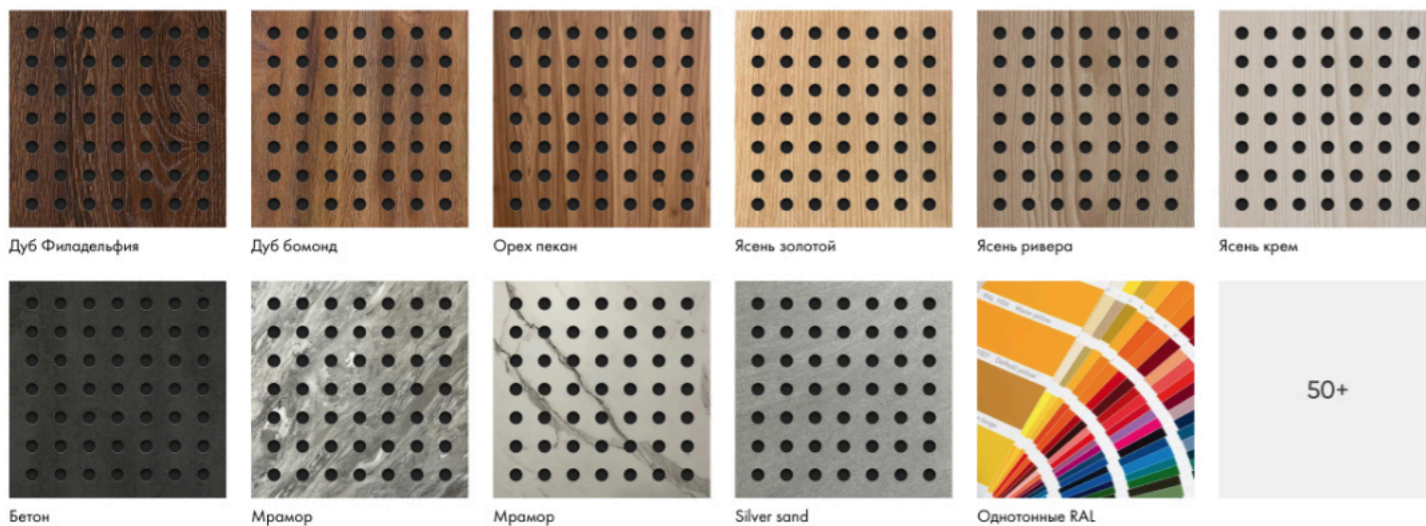 Дуб Филадельфия
Дуб бомонд
Орех пекан
Ясень золотой
Ясень ривера
Ясень крем
50+
Бетон
Мрамор
Мрамор
Silver sand
Однотонные RAL